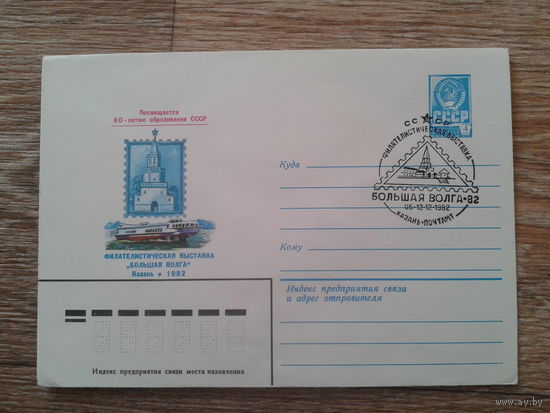 Посвящается
60-летию образования СССР
ФИЛАТЕЛИСТИЧЕСКАЯ ВЫСТАВКА
„БОЛЬШАЯ ВОЛГА“
Казань • 1982
СССР
4
СССР
ФИЛАТЕЛИСТИЧЕСКАЯ ВЫСТАВКА
БОЛЬШАЯ ВОЛГА-82
05-12-12-1982
КАЗАНЬ-ПОЧТАМТ
Куда
Кому
Индекс предприятия связи
и адрес отправителя
Индекс предприятия связи места назначения
www.ay.by